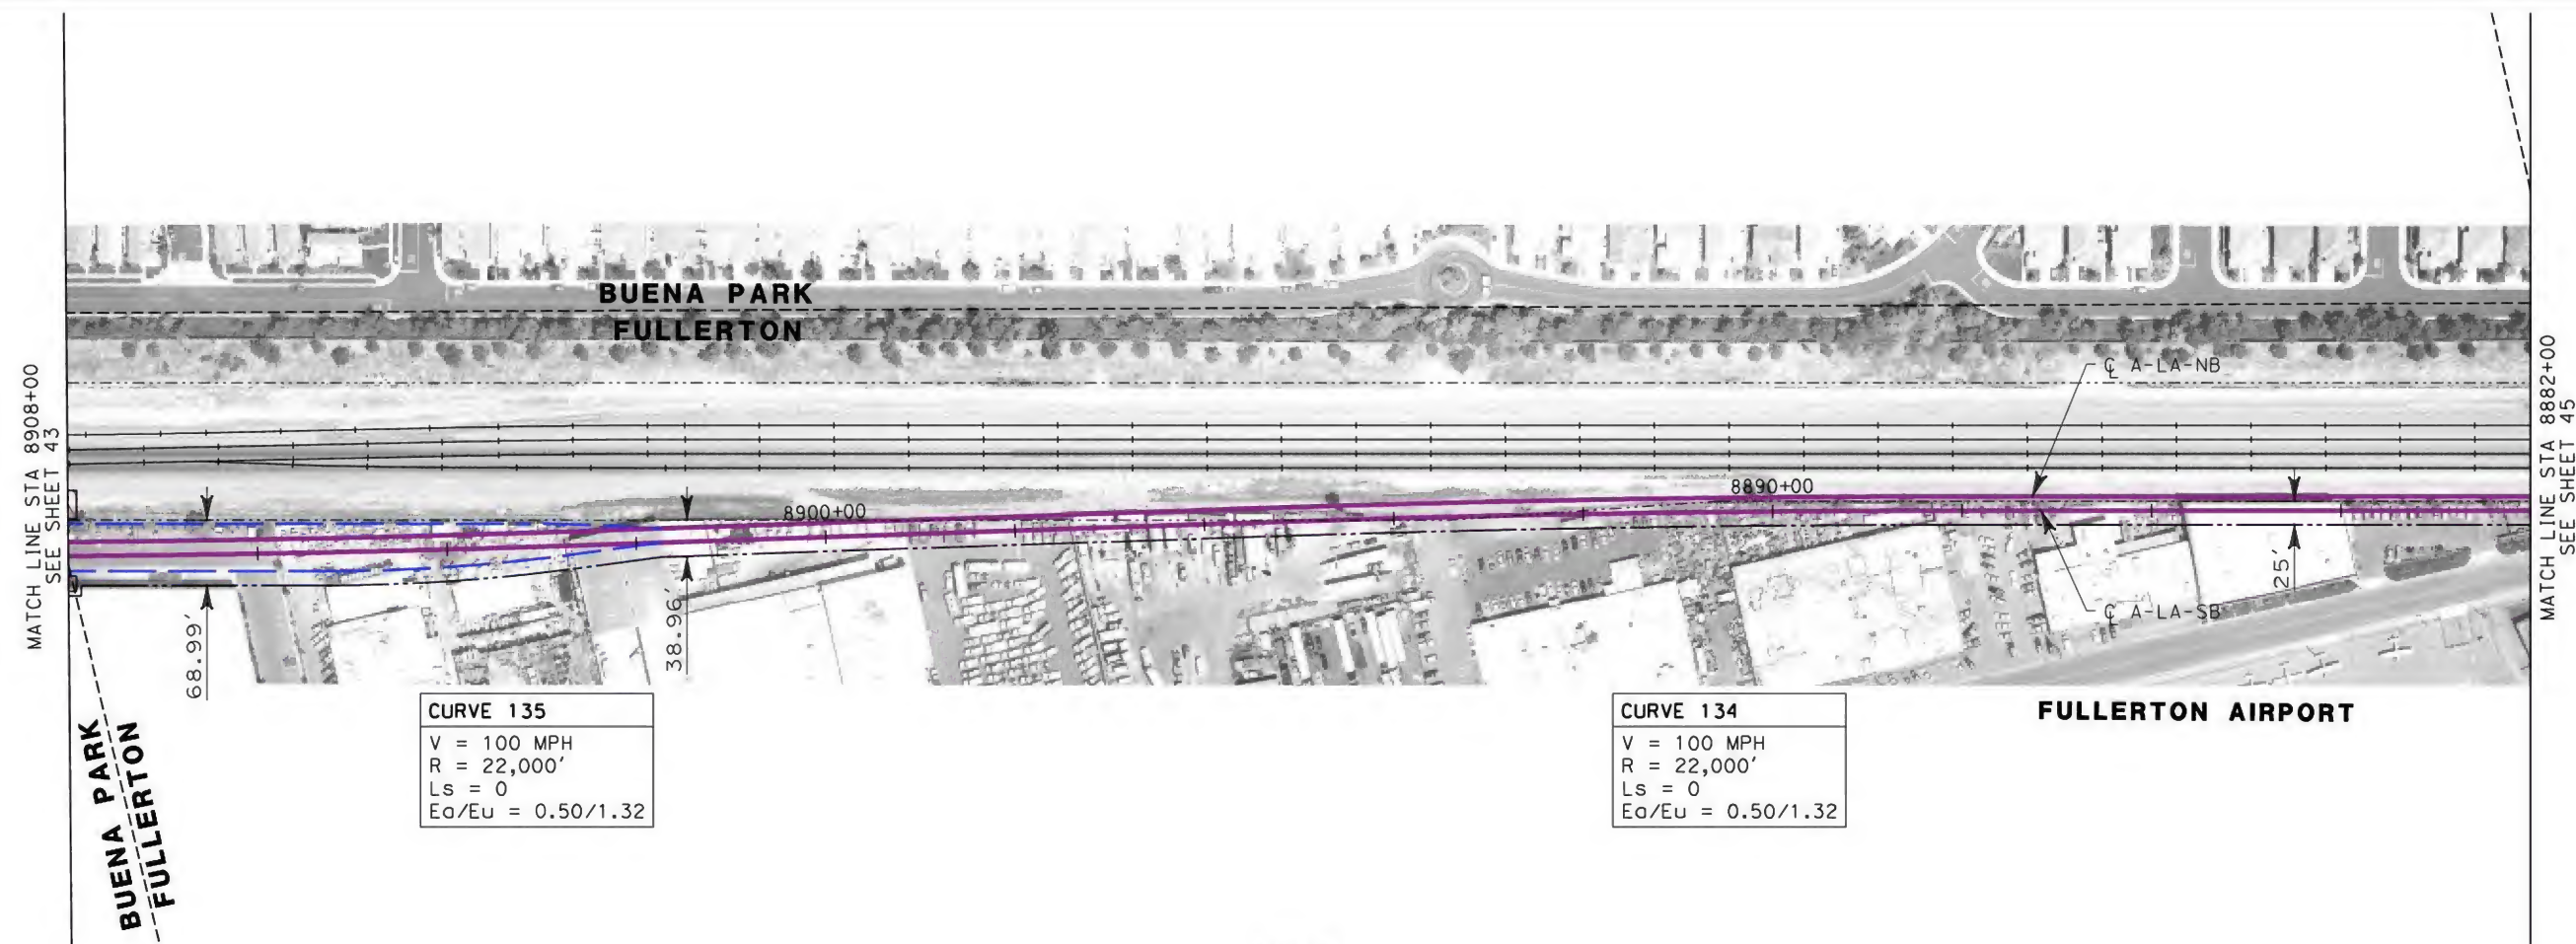 MATCH LINE STA 8908+00
SEE SHEET 43
BUENA PARK
FULLERTON
℄ A-LA-NB
MATCH LINE STA 8882+00
SEE SHEET 45
8900+00
8890+00
68.99'
38.96'
25'
℄ A-LA-SB
CURVE 135
V = 100 MPH
R = 22,000'
Ls = 0
Ea/Eu = 0.50/1.32
CURVE 134
V = 100 MPH
R = 22,000'
Ls = 0
Ea/Eu = 0.50/1.32
FULLERTON AIRPORT
BUENA PARK
FULLERTON